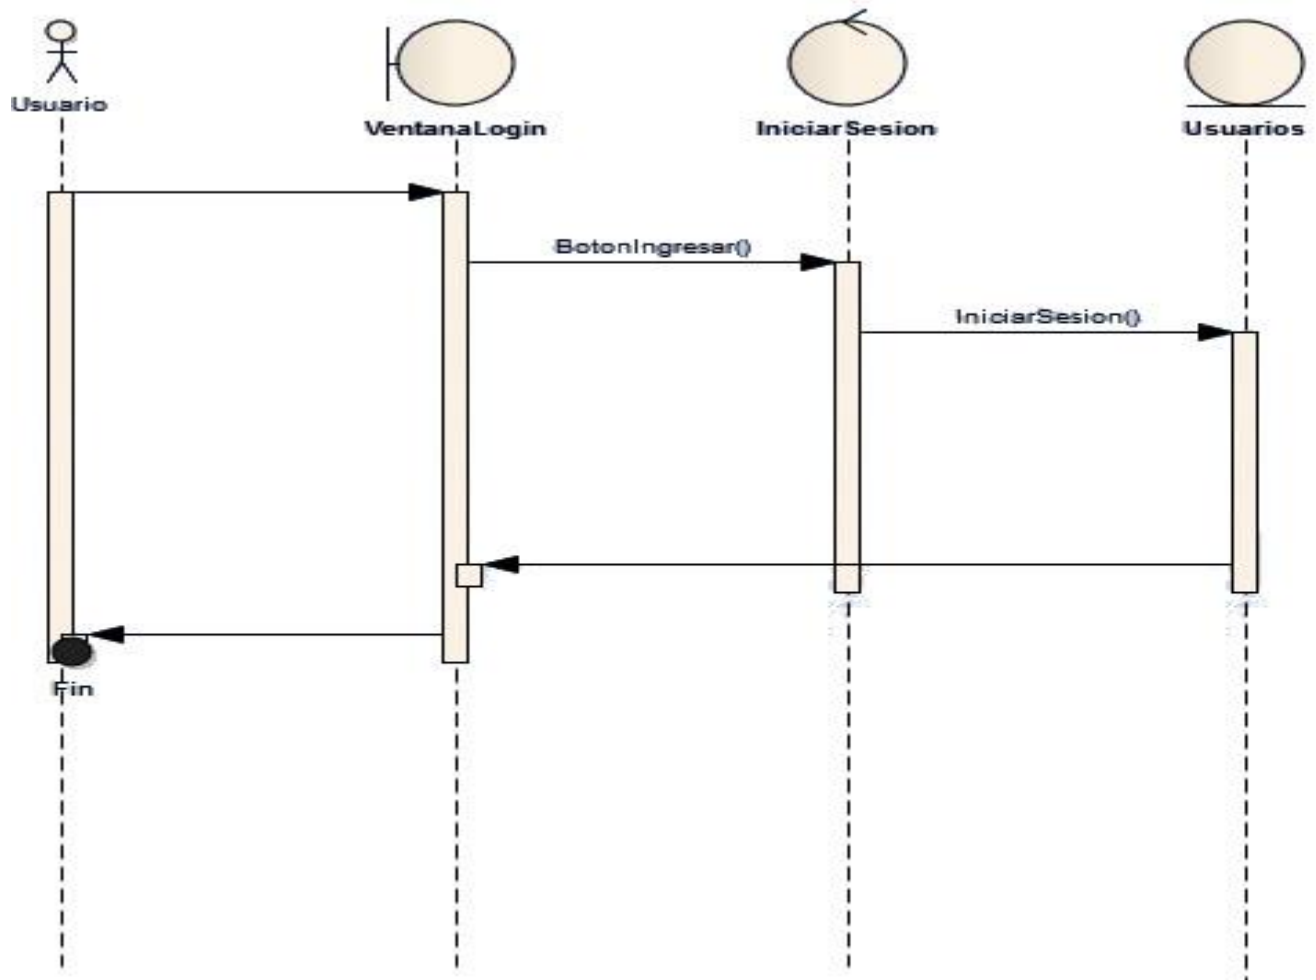 Usuario
VentanaLogin
IniciarSesion
Usuarios
BotonIngresar()
IniciarSesion()
Fin